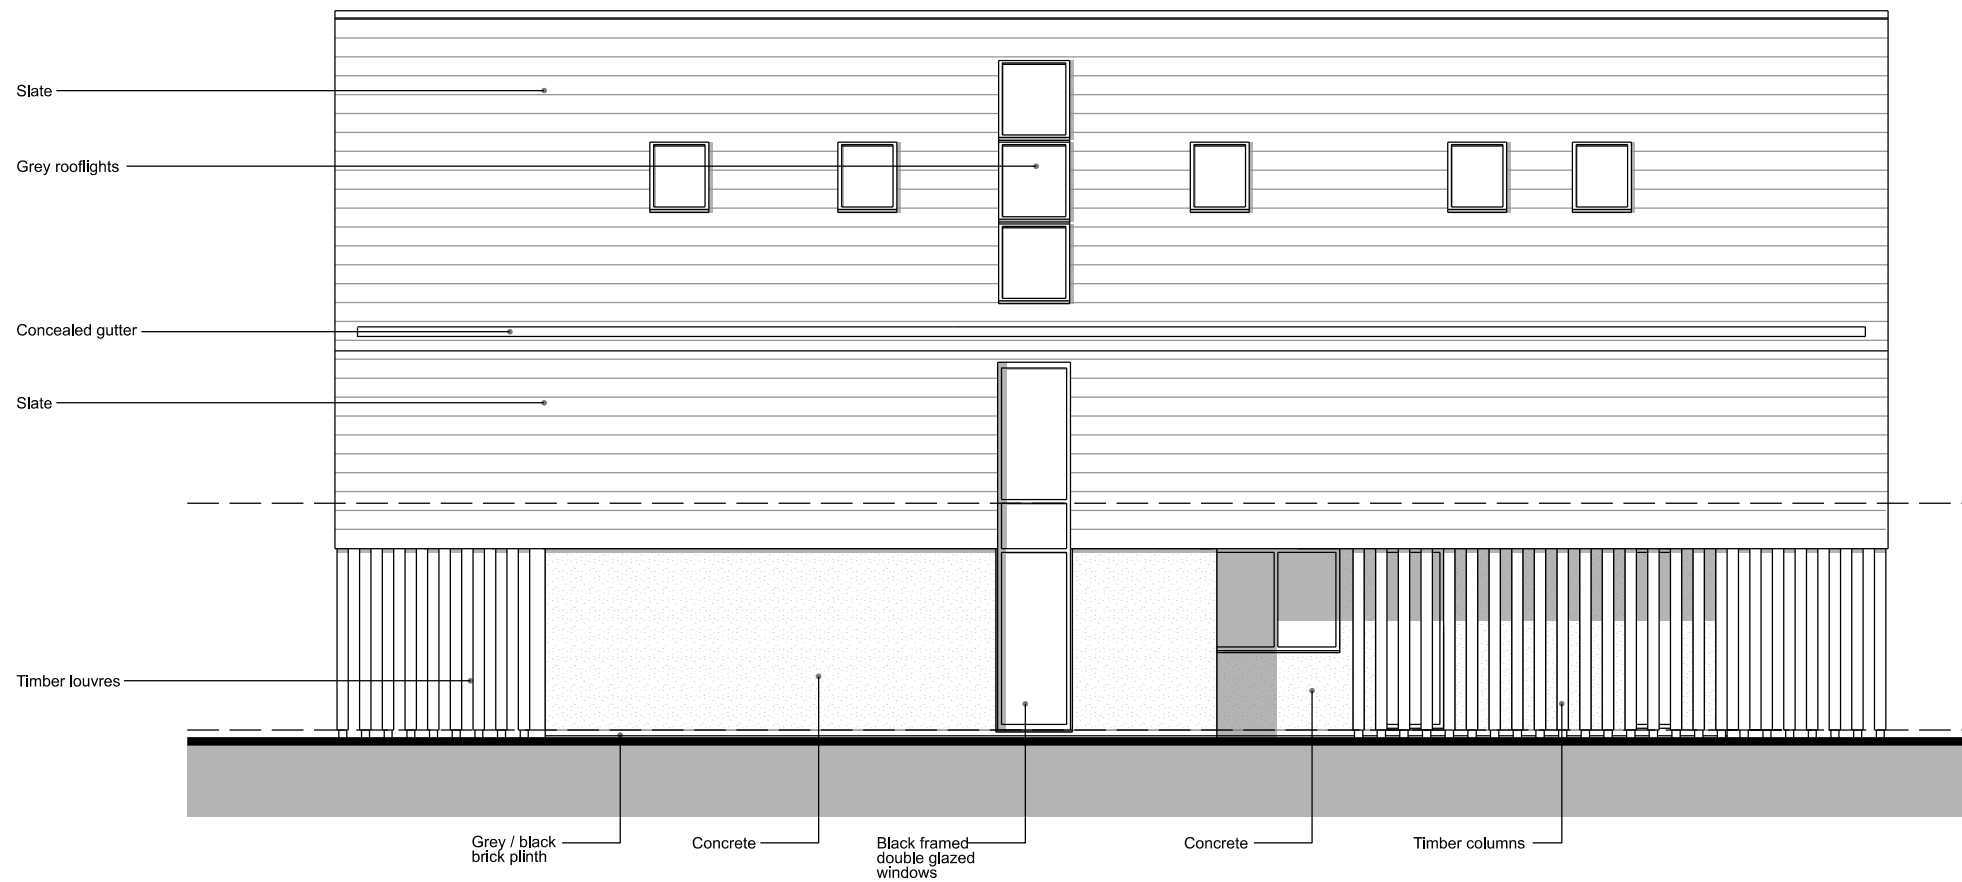 Slate
Grey rooflights
Concealed gutter
Slate
Timber louvres
Grey / black
brick plinth
Concrete
Black framed
double glazed
windows
Concrete
Timber columns